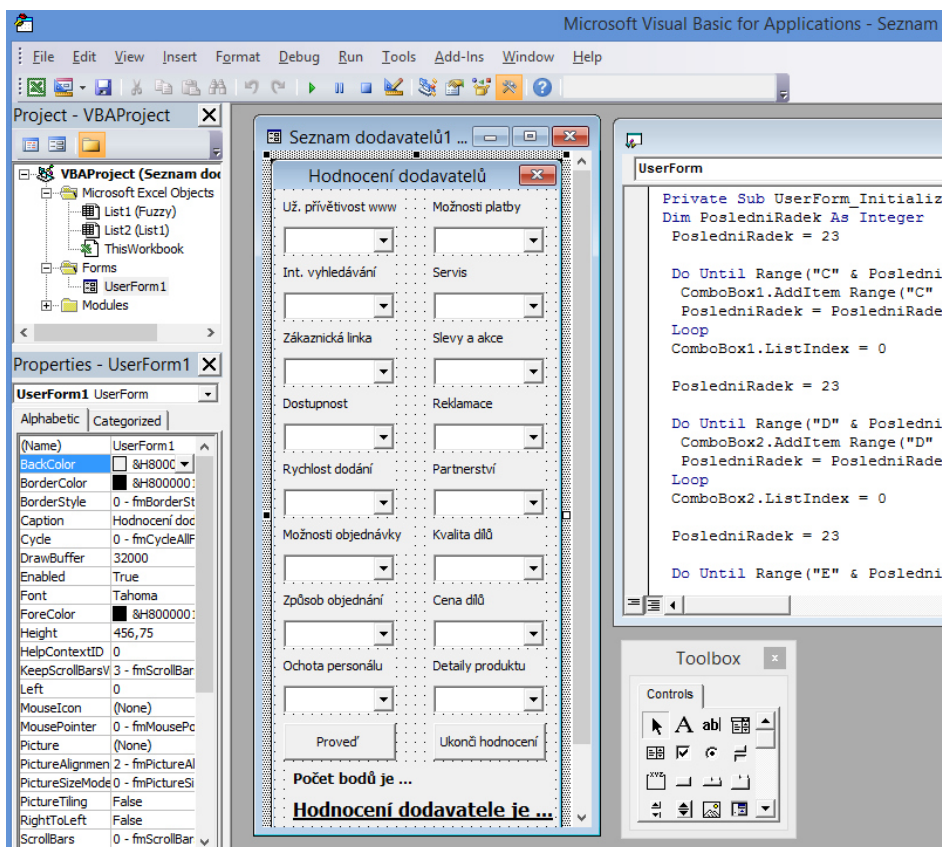 Microsoft Visual Basic for Applications - Seznam
File Edit View Insert Format Debug Run Tools Add-Ins Window Help
Project - VBAProject
VBAProject (Seznam do
Microsoft Excel Objects
List1 (Fuzzy)
List2 (List1)
ThisWorkbook
Forms
UserForm1
Modules
Properties - UserForm1
UserForm1 UserForm
Alphabetic Categorized
(Name) UserForm1
BackColor &H8000
BorderColor &H8000001
BorderStyle 0 - fmBorderSt
Caption Hodnocení dod
Cycle 0 - fmCycleAllF
DrawBuffer 32000
Enabled True
Font Tahoma
ForeColor &H8000001
Height 456,75
HelpContextID 0
KeepScrollBarsV 3 - fmScrollBar
Left 0
MouseIcon (None)
MousePointer 0 - fmMousePo
Picture (None)
PictureAlignmen 2 - fmPictureAl
PictureSizeMode 0 - fmPictureSi
PictureTiling False
RightToLeft False
ScrollBars 0 - fmScrollBar
Seznam dodavatelů1 ...
Hodnocení dodavatelů
Už. přívětivost www Možnosti platby
Int. vyhledávání Servis
Zákaznická linka Slevy a akce
Dostupnost Reklamace
Rychlost dodání Partnerství
Možnosti objednávky Kvalita dílů
Způsob objednání Cena dílů
Ochota personálu Detaily produktu
Proveď Ukonči hodnocení
Počet bodů je ...
Hodnocení dodavatele je ...
UserForm
Private Sub UserForm_Initializ
Dim PosledniRadek As Integer
PosledniRadek = 23
Do Until Range("C" & Posledni
ComboBox1.AddItem Range("C"
PosledniRadek = PosledniRade
Loop
ComboBox1.ListIndex = 0
PosledniRadek = 23
Do Until Range("D" & Posledni
ComboBox2.AddItem Range("D"
PosledniRadek = PosledniRade
Loop
ComboBox2.ListIndex = 0
PosledniRadek = 23
Do Until Range("E" & Posledni
Toolbox
Controls
A ab|
XYZ